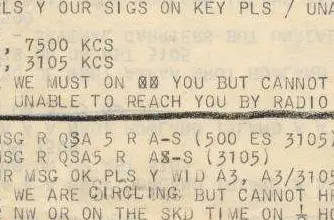 LS Y OUR SIGS ON KEY PLS / UNA
, 7500 KCS
, 3105 KCS
WE MUST ON YOU BUT CANNOT
UNABLE TO REACH YOU BY RADIO
MSG R QSA 5 R A-S (500 ES 3105)
MSG R QSA5 R AS-S (3105)
R MSG OK PLS Y WID A3, A3/3105
WE ARE CIRCLING BUT CANNOT H
R NW OR ON THE SKD TIME ON ½